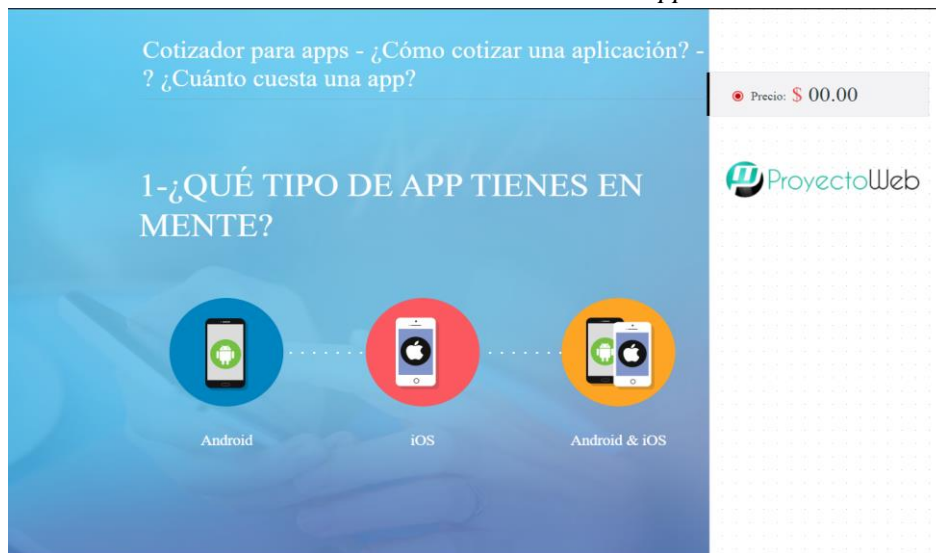 Cotizador para apps - ¿Cómo cotizar una aplicación? -
? ¿Cuánto cuesta una app?
Precio: $ 00.00
ProyectoWeb
1-¿QUÉ TIPO DE APP TIENES EN
MENTE?
Android
iOS
Android & iOS